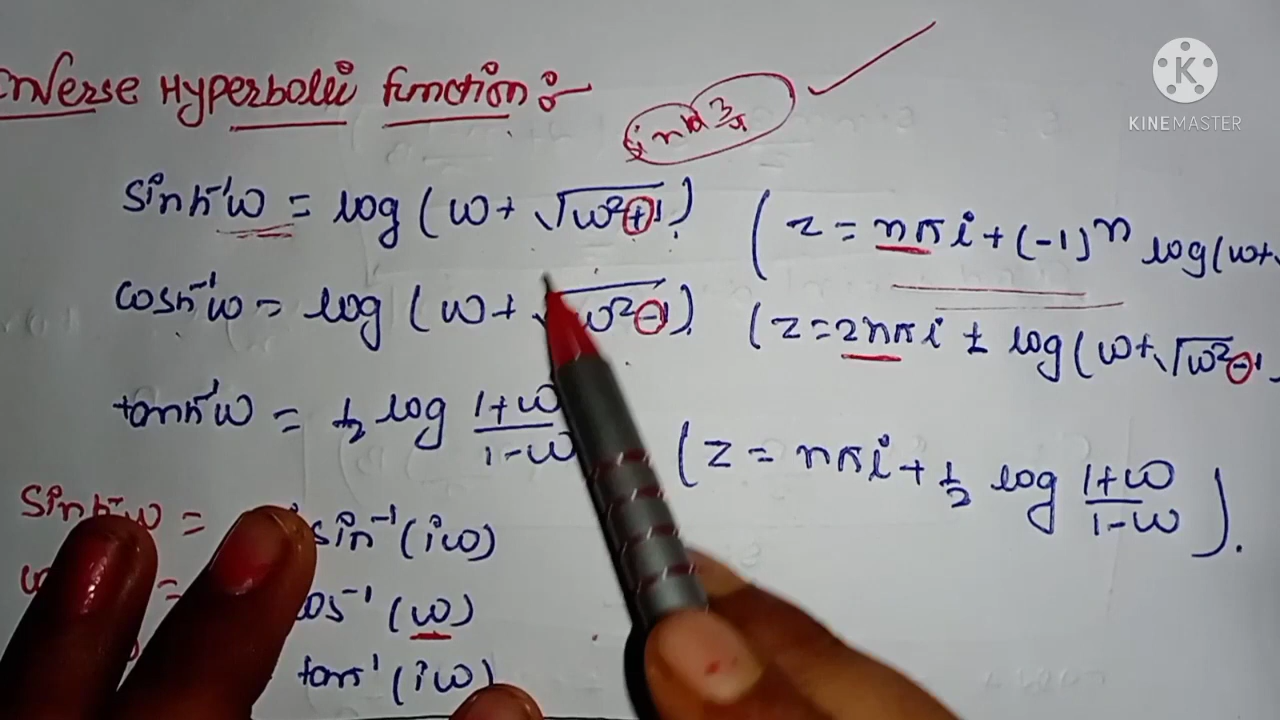 Inverse Hyperbolic function :-
sinh⁻¹ 3/4
K
KINEMASTER
sinh⁻¹w = log (w + √w²+1) (z = nπi + (-1)ⁿ log(w+
cosh⁻¹w = log (w + √w²-1) (z = 2nπi ± log(w+√w²-1
tanh⁻¹w = 1/2 log 1+w/1-w (z = nπi + 1/2 log 1+w/1-w).
Sinh⁻¹w = sin⁻¹(iw)
= cos⁻¹(w)
tan⁻¹(iw)